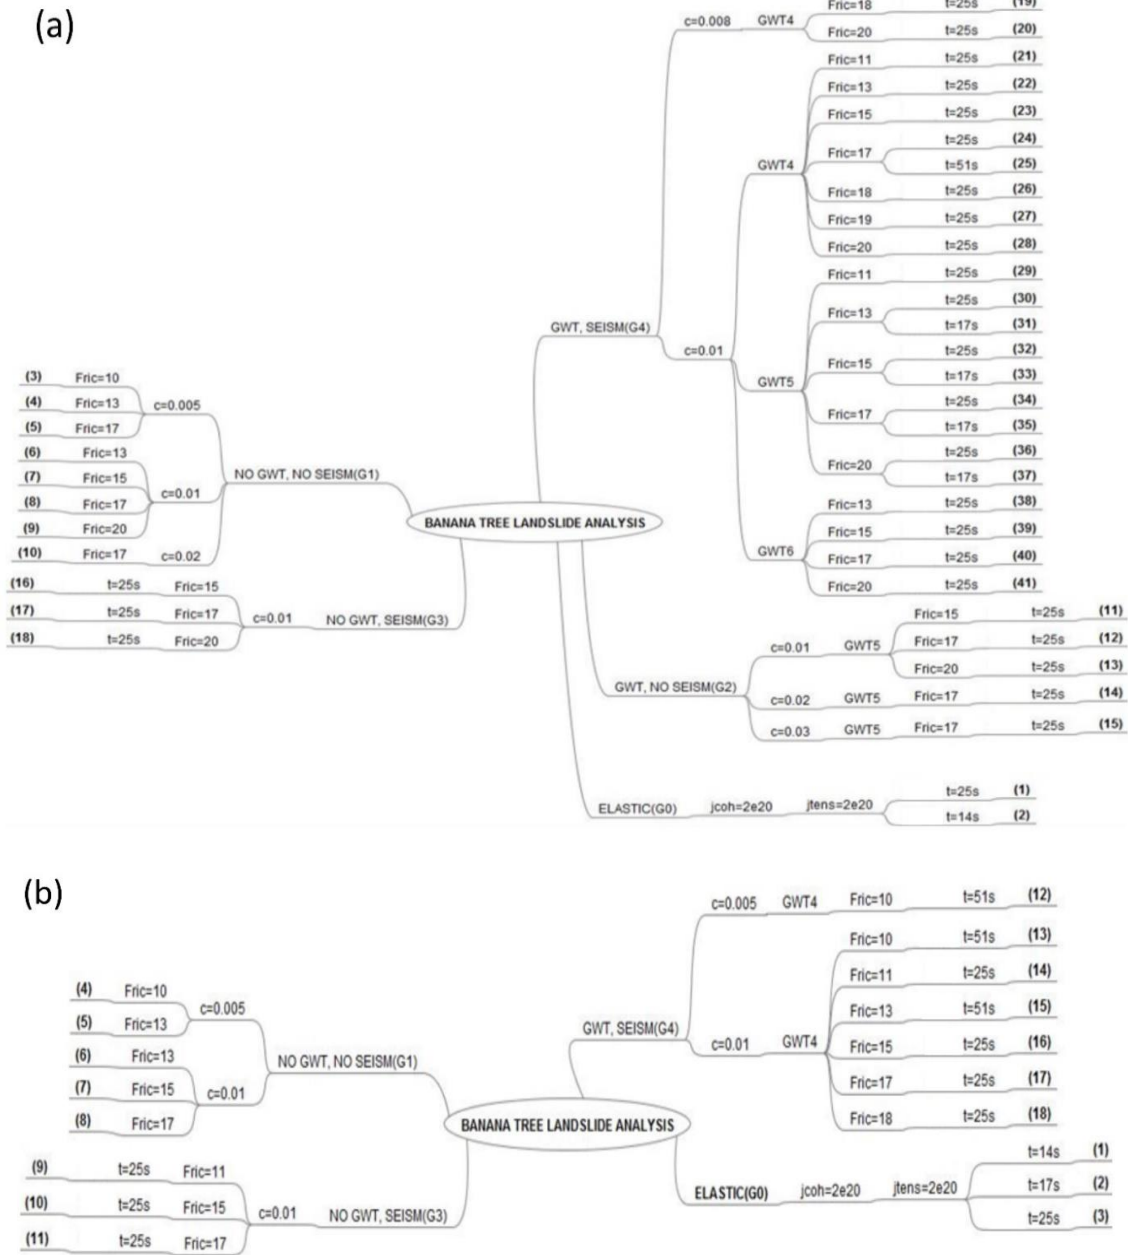 (a)
c=0.008 GWT4 Fric=18 t=25s (19)
Fric=20 t=25s (20)
GWT, SEISM(G4) c=0.01 GWT4 Fric=11 t=25s (21)
Fric=13 t=25s (22)
Fric=15 t=25s (23)
Fric=17 t=25s (24)
t=51s (25)
Fric=18 t=25s (26)
Fric=19 t=25s (27)
Fric=20 t=25s (28)
GWT5 Fric=11 t=25s (29)
Fric=13 t=25s (30)
t=17s (31)
Fric=15 t=25s (32)
t=17s (33)
Fric=17 t=25s (34)
t=17s (35)
Fric=20 t=25s (36)
t=17s (37)
GWT6 Fric=13 t=25s (38)
Fric=15 t=25s (39)
Fric=17 t=25s (40)
Fric=20 t=25s (41)
(3) Fric=10 c=0.005
(4) Fric=13
(5) Fric=17
(6) Fric=13 c=0.01
(7) Fric=15
(8) Fric=17
(9) Fric=20
(10) Fric=17 c=0.02
NO GWT, NO SEISM(G1)
BANANA TREE LANDSLIDE ANALYSIS
(16) t=25s Fric=15
(17) t=25s Fric=17 c=0.01 NO GWT, SEISM(G3)
(18) t=25s Fric=20
GWT, NO SEISM(G2) c=0.01 GWT5 Fric=15 t=25s (11)
Fric=17 t=25s (12)
Fric=20 t=25s (13)
c=0.02 GWT5 Fric=17 t=25s (14)
c=0.03 GWT5 Fric=17 t=25s (15)
ELASTIC(G0) jcoh=2e20 jtens=2e20 t=25s (1)
t=14s (2)
(b)
c=0.005 GWT4 Fric=10 t=51s (12)
GWT, SEISM(G4) c=0.01 GWT4 Fric=10 t=51s (13)
Fric=11 t=25s (14)
Fric=13 t=51s (15)
Fric=15 t=25s (16)
Fric=17 t=25s (17)
Fric=18 t=25s (18)
(4) Fric=10 c=0.005
(5) Fric=13
(6) Fric=13 c=0.01
(7) Fric=15
(8) Fric=17
NO GWT, NO SEISM(G1)
BANANA TREE LANDSLIDE ANALYSIS
(9) t=25s Fric=11
(10) t=25s Fric=15 c=0.01 NO GWT, SEISM(G3)
(11) t=25s Fric=17
ELASTIC(G0) jcoh=2e20 jtens=2e20 t=14s (1)
t=17s (2)
t=25s (3)